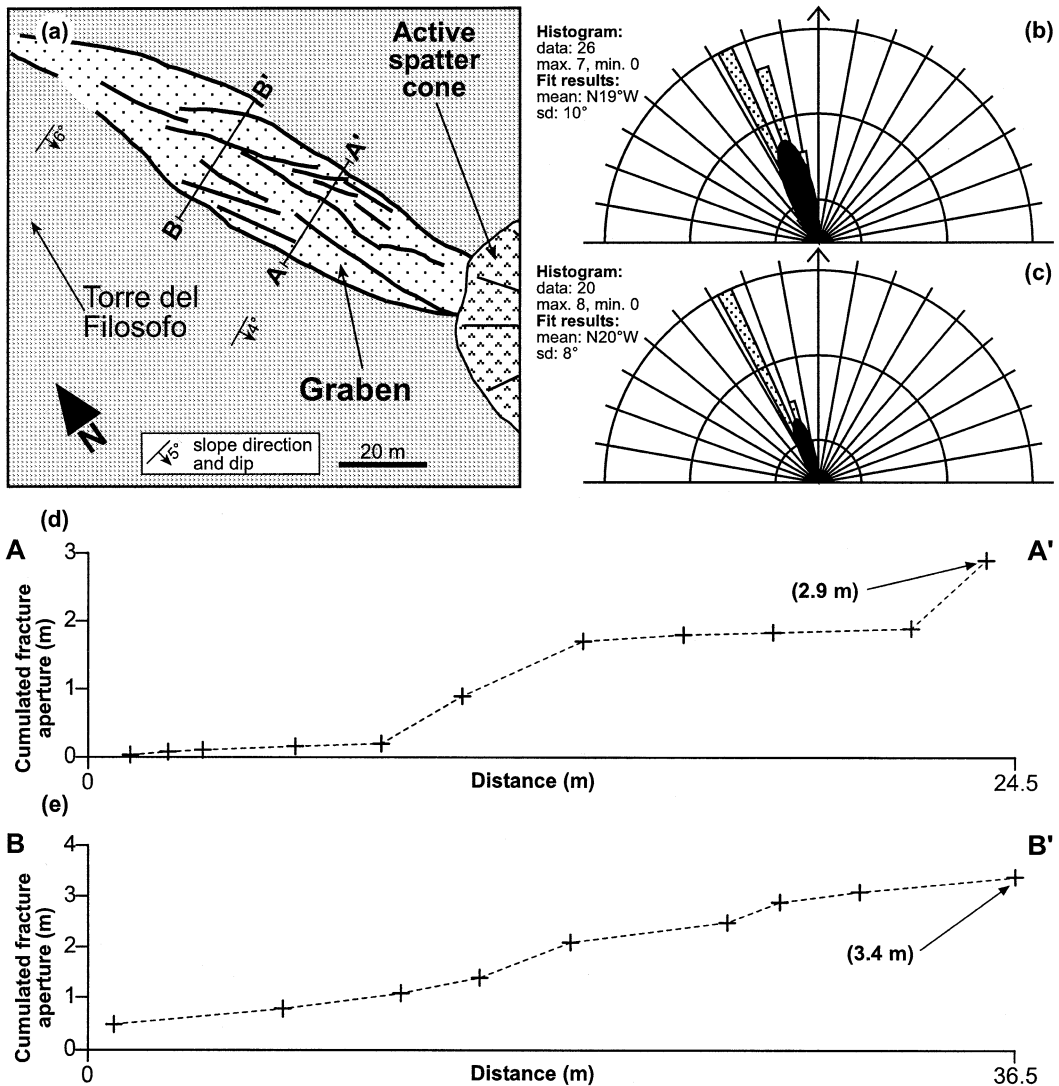 (a)
Active
spatter
cone
B'
A'
6°
B
A
Torre del
Filosofo
4°
Graben
N
5°
slope direction
and dip
20 m
Histogram:
data: 26
max. 7, min. 0
Fit results:
mean: N19°W
sd: 10°
(b)
Histogram:
data: 20
max. 8, min. 0
Fit results:
mean: N20°W
sd: 8°
(c)
(d)
A
A'
Cumulated fracture
aperture (m)
3
2
1
0
(2.9 m)
0
Distance (m)
24.5
(e)
B
B'
Cumulated fracture
aperture (m)
4
3
2
1
0
(3.4 m)
0
Distance (m)
36.5